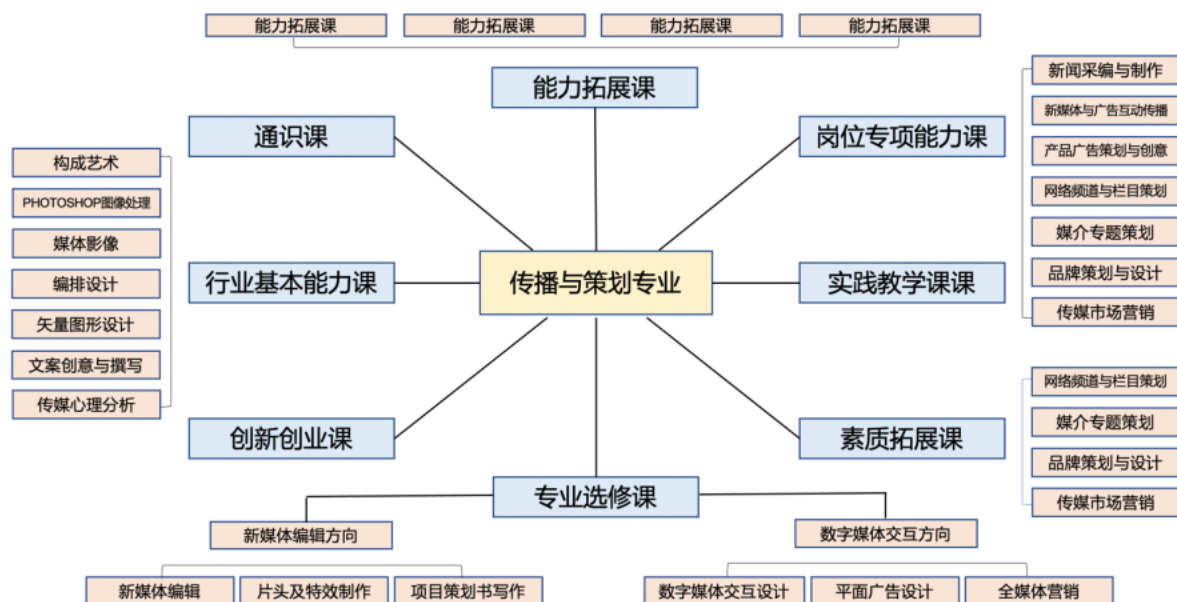 能力拓展课
能力拓展课
能力拓展课
能力拓展课
能力拓展课
通识课
岗位专项能力课
行业基本能力课
传播与策划专业
实践教学课课
创新创业课
素质拓展课
专业选修课
构成艺术
PHOTOSHOP图像处理
媒体影像
编排设计
矢量图形设计
文案创意与撰写
传媒心理分析
新闻采编与制作
新媒体与广告互动传播
产品广告策划与创意
网络频道与栏目策划
媒介专题策划
品牌策划与设计
传媒市场营销
网络频道与栏目策划
媒介专题策划
品牌策划与设计
传媒市场营销
新媒体编辑方向
数字媒体交互方向
新媒体编辑
片头及特效制作
项目策划书写作
数字媒体交互设计
平面广告设计
全媒体营销